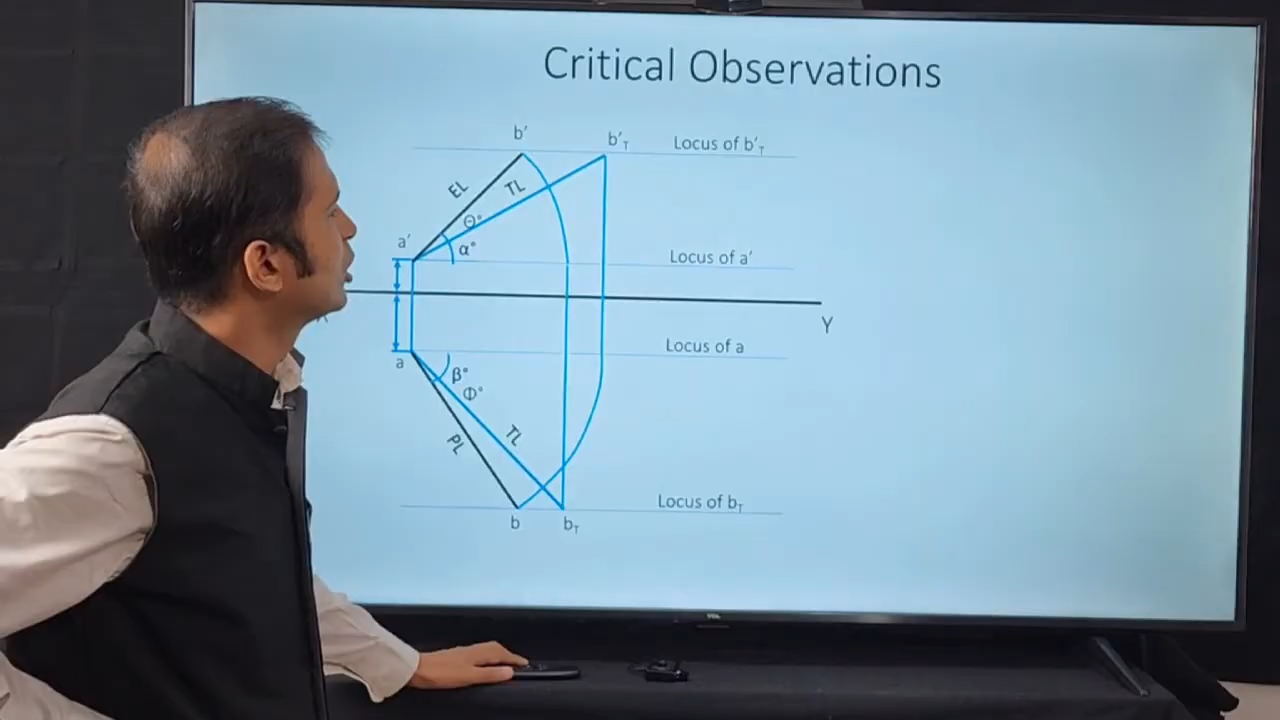 Critical Observations
b′ b′T Locus of b′T
EL TL
θ°
a′ α° Locus of a′
Y
a β° Locus of a
Φ°
PL TL
Locus of bT
b bT